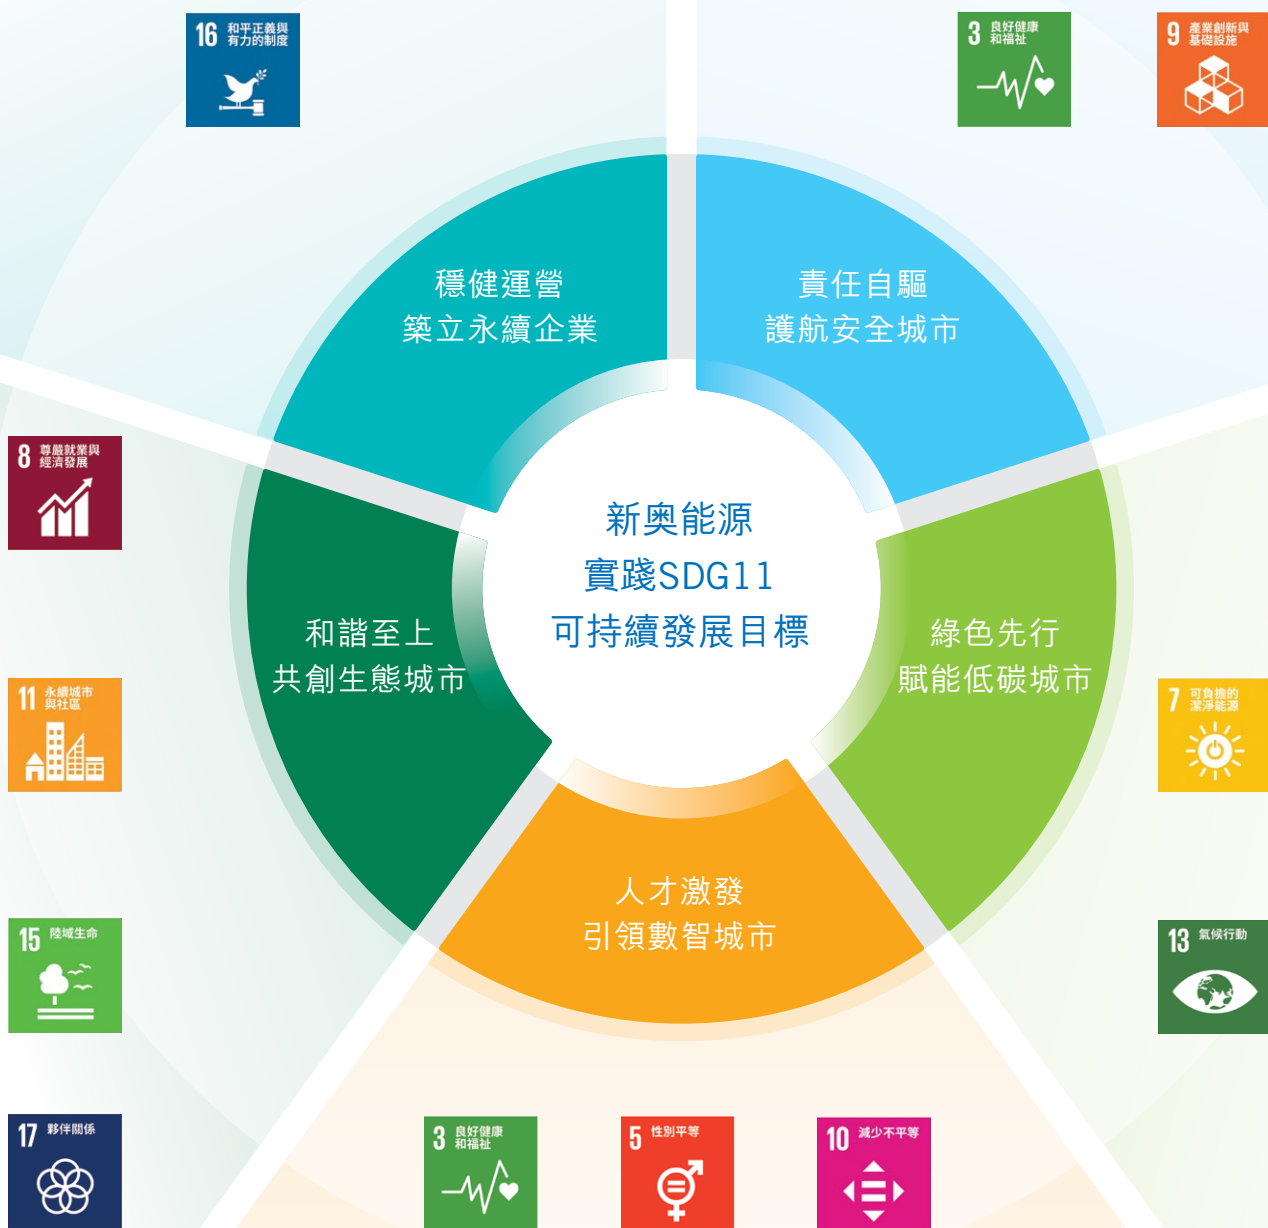 16 和平正義與
有力的制度
3 良好健康
和福祉
9 產業創新與
基礎設施
穩健運營
築立永續企業
責任自驅
護航安全城市
8 尊嚴就業與
經濟發展
新奧能源
實踐SDG11
可持續發展目標
和諧至上
共創生態城市
綠色先行
賦能低碳城市
11 永續城市
與社區
7 可負擔的
潔淨能源
人才激發
引領數智城市
15 陸域生命
13 氣候行動
17 夥伴關係
3 良好健康
和福祉
5 性別平等
10 減少不平等